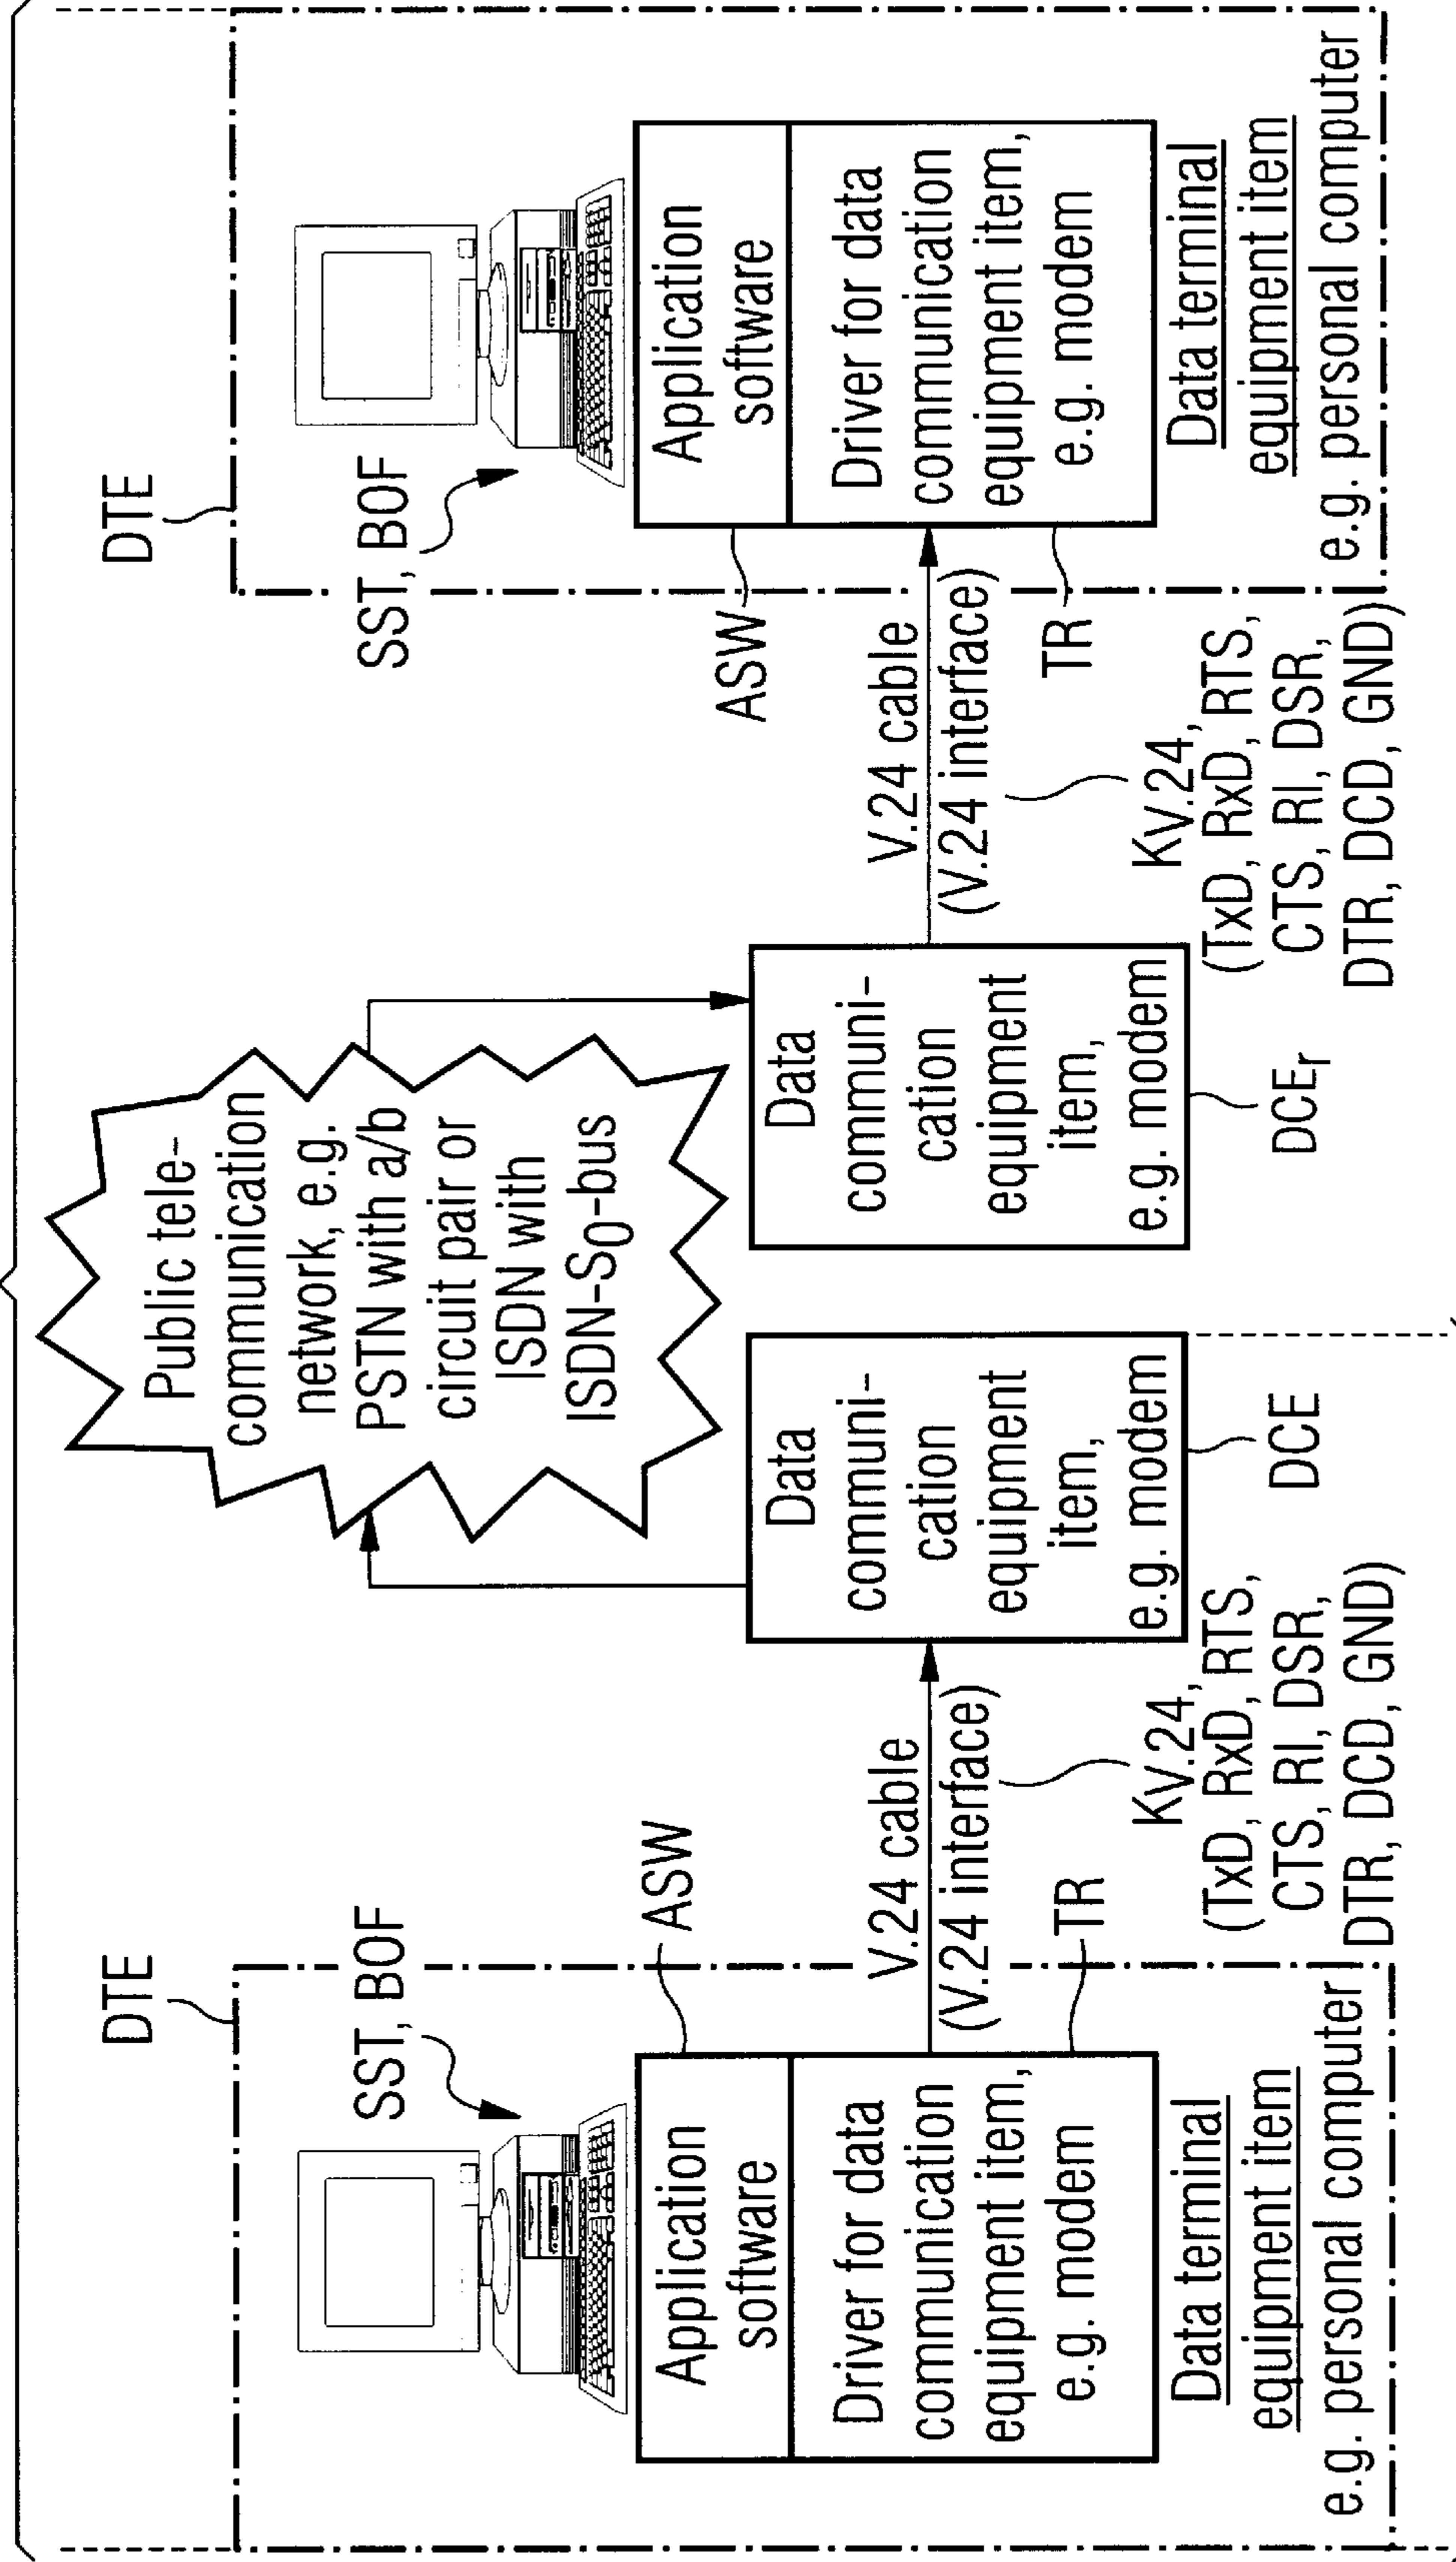 DTE
SST, BOF
Application
software
Driver for data
communication
equipment item,
e.g. modem
Data terminal
equipment item
e.g. personal computer
ASW
V.24 cable
(V.24 interface)
TR
KV.24,
(TxD, RxD, RTS,
CTS, RI, DSR,
DTR, DCD, GND)
Public tele-
communication
network, e.g.
PSTN with a/b
circuit pair or
ISDN with
ISDN-S0-bus
Data
communi-
cation
equipment
item,
e.g. modem
DCE
Data
communi-
cation
equipment
item,
e.g. modem
DCEr
V.24 cable
(V.24 interface)
KV.24,
(TxD, RxD, RTS,
CTS, RI, DSR,
DTR, DCD, GND)
DTE
SST, BOF
ASW
TR
Application
software
Driver for data
communication
equipment item,
e.g. modem
Data terminal
equipment item
e.g. personal computer